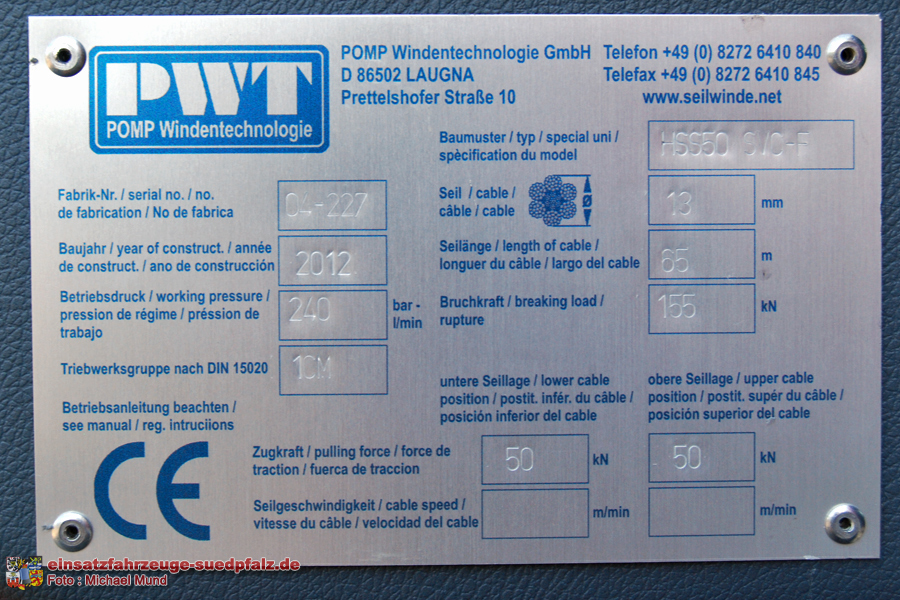 PWT
POMP Windentechnologie
POMP Windentechnologie GmbH
D 86502 LAUGNA
Prettelshofer Straße 10
Telefon +49 (0) 8272 6410 840
Telefax +49 (0) 8272 6410 845
www.seilwinde.net
Baumuster / typ / special uni /
spècification du model
HSS50
Fabrik-Nr. / serial no. / no.
de fabrication / No de fabrica
04-227
Seil / cable /
câble / cable
Ø
13
mm
Baujahr / year of construct. / année
de construct. / ano de construcción
2012
Seilänge / length of cable /
longuer du câble / largo del cable
65
m
Betriebsdruck / working pressure /
pression de régime / préssion de
trabajo
240
bar -
l/min
Bruchkraft / breaking load /
rupture
155
kN
Triebwerksgruppe nach DIN 15020
1CM
untere Seillage / lower cable
position / postit. infér. du câble /
posición inferior del cable
obere Seillage / upper cable
position / postit. supér du câble /
posición superior del cable
Betriebsanleitung beachten /
see manual / reg. intruciions
CE
Zugkraft / pulling force / force de
traction / fuerca de traccion
50
kN
50
kN
Seilgeschwindigkeit / cable speed /
vitesse du câble / velocidad del cable
m/min
m/min
einsatzfahrzeuge-suedpfalz.de
Foto : Michael Mund